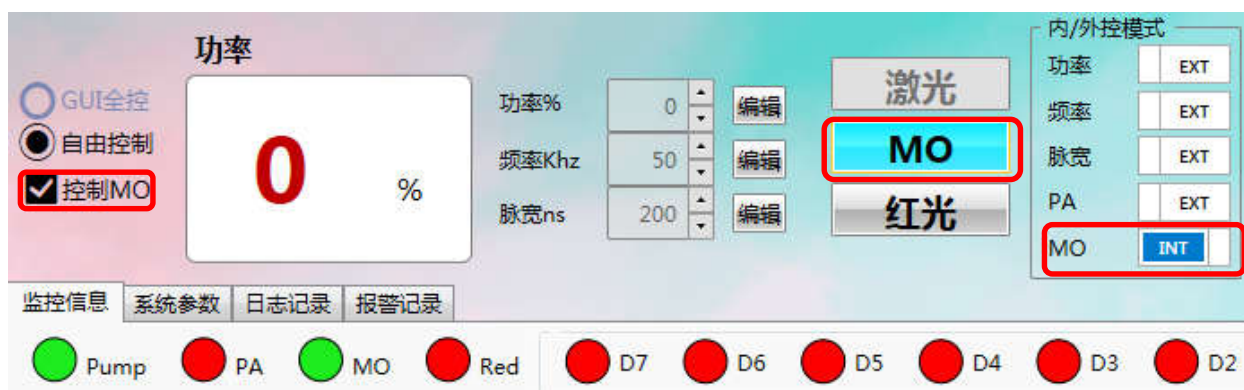 功率
GUI全控
自由控制
控制MO
0 %
功率% 0 编辑
频率Khz 50 编辑
脉宽ns 200 编辑
激光
MO
红光
内/外控模式
功率 EXT
频率 EXT
脉宽 EXT
PA EXT
MO INT
监控信息 系统参数 日志记录 报警记录
Pump PA MO Red D7 D6 D5 D4 D3 D2